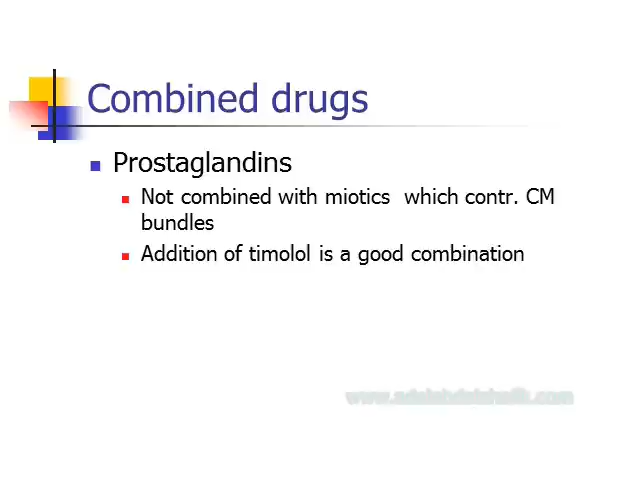 Combined drugs
Prostaglandins
Not combined with miotics which contr. CM
bundles
Addition of timolol is a good combination